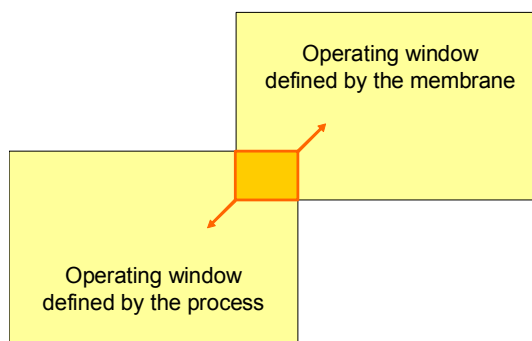 Operating window
defined by the membrane
Operating window
defined by the process